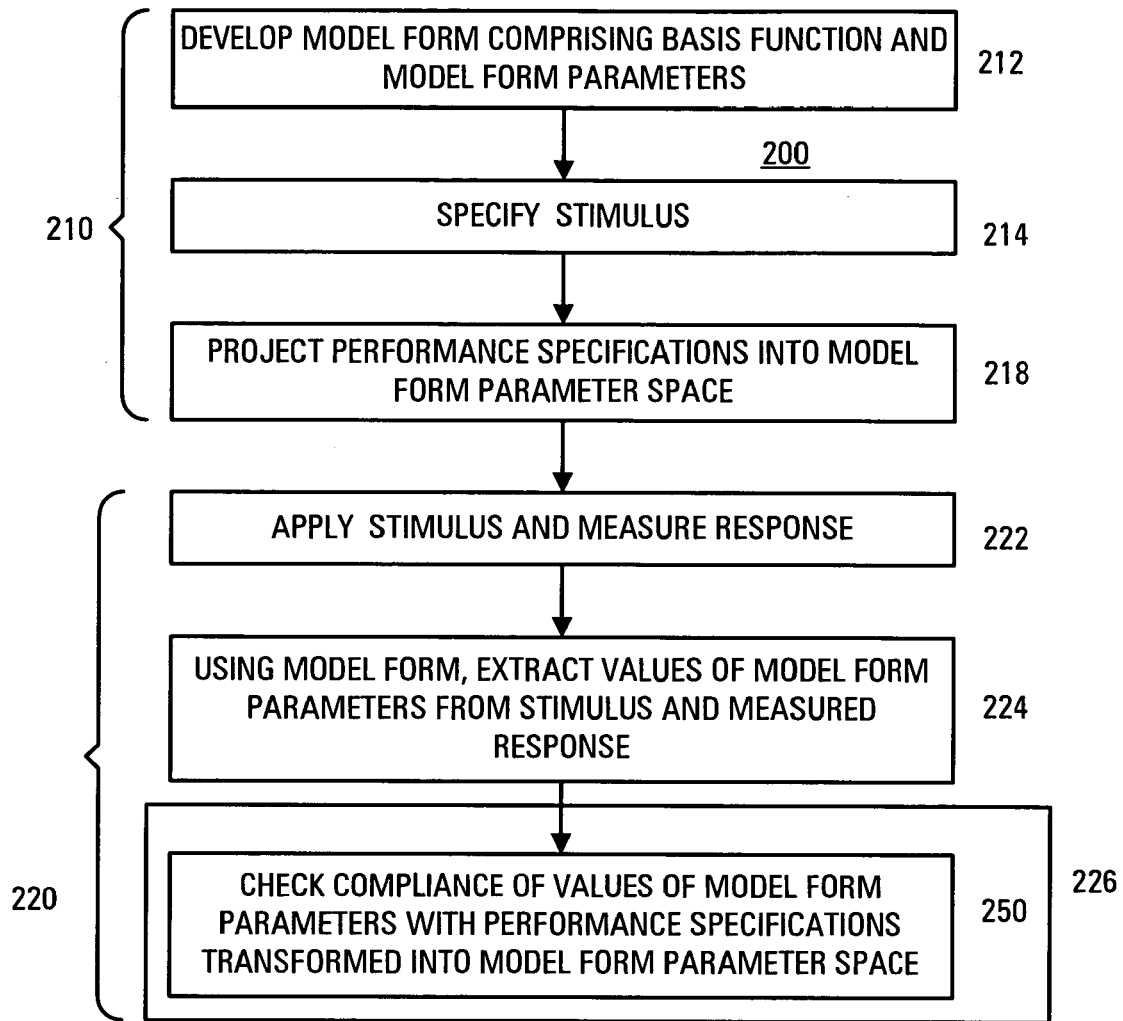 DEVELOP MODEL FORM COMPRISING BASIS FUNCTION AND
MODEL FORM PARAMETERS
212
200
SPECIFY STIMULUS
214
210
PROJECT PERFORMANCE SPECIFICATIONS INTO MODEL
FORM PARAMETER SPACE
218
APPLY STIMULUS AND MEASURE RESPONSE
222
USING MODEL FORM, EXTRACT VALUES OF MODEL FORM
PARAMETERS FROM STIMULUS AND MEASURED
RESPONSE
224
220
CHECK COMPLIANCE OF VALUES OF MODEL FORM
PARAMETERS WITH PERFORMANCE SPECIFICATIONS
TRANSFORMED INTO MODEL FORM PARAMETER SPACE
250
226